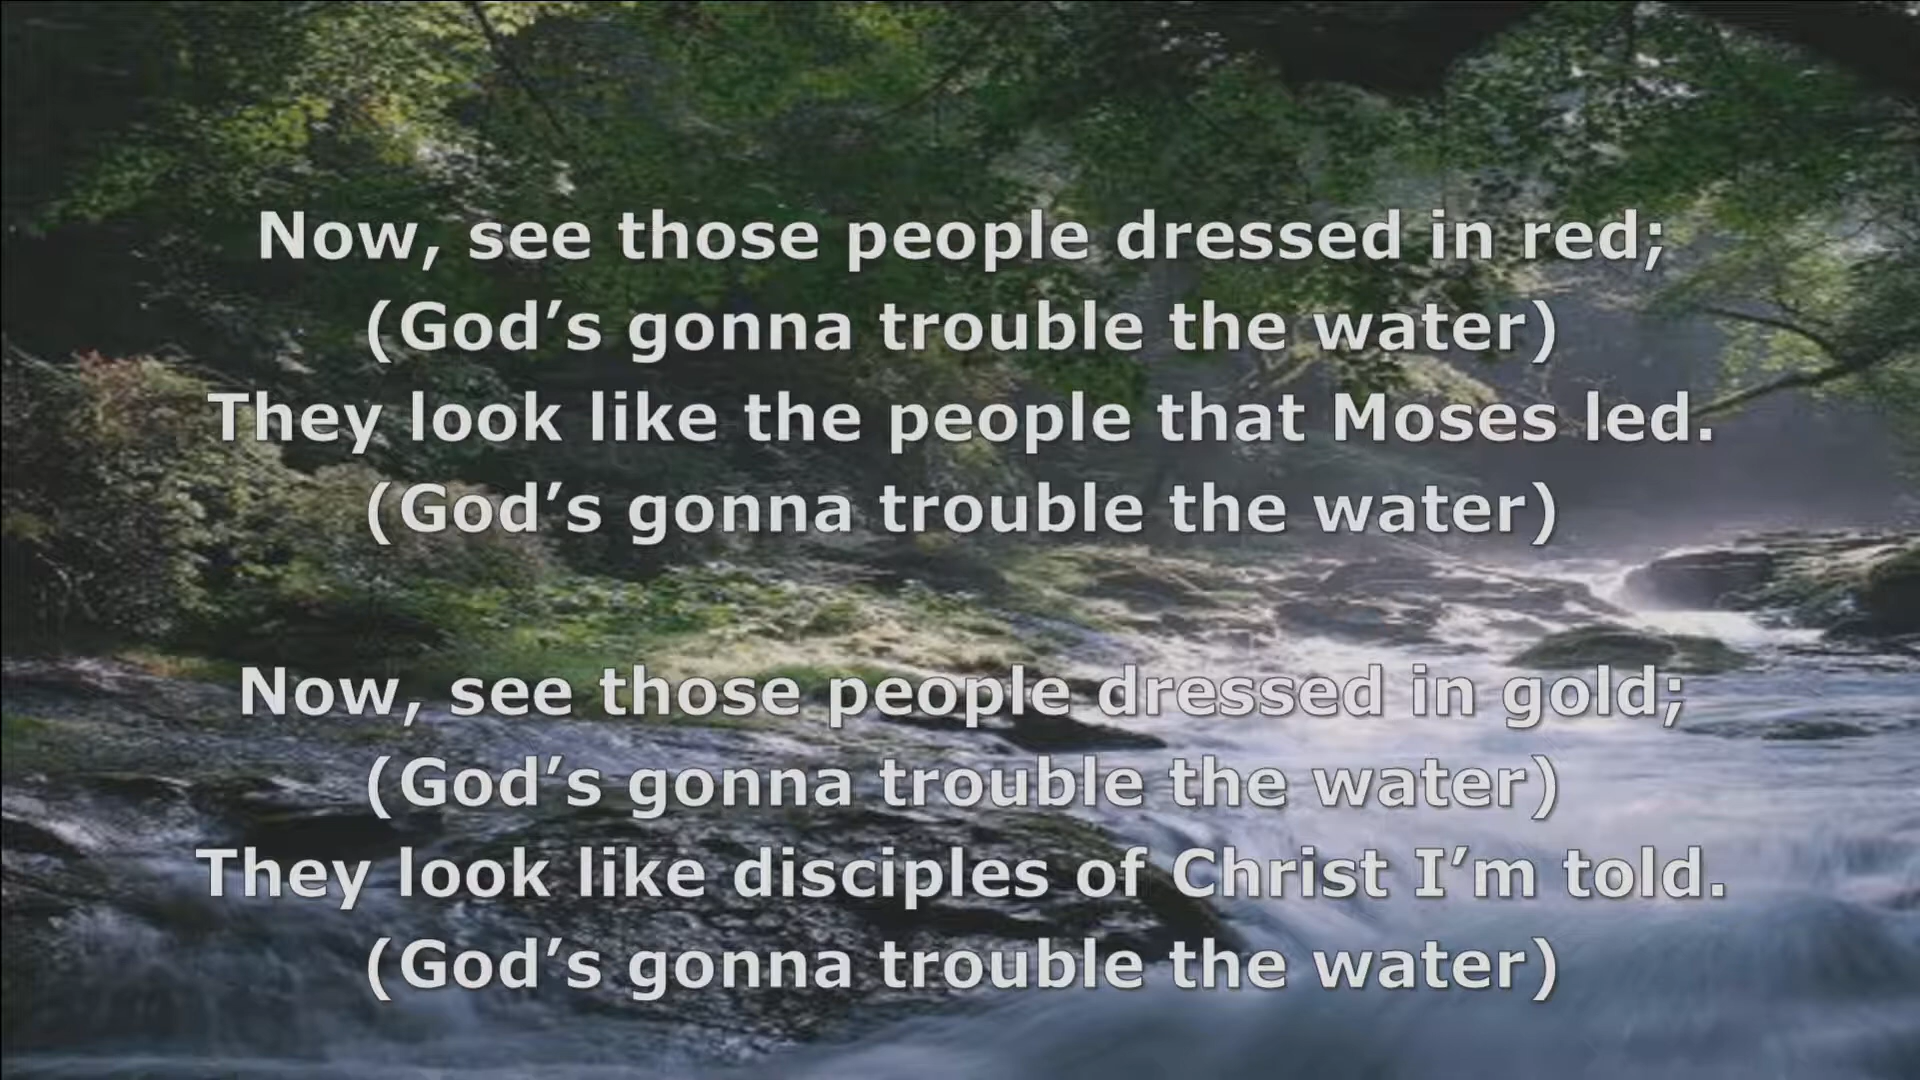 Now, see those people dressed in red;
(God’s gonna trouble the water)
They look like the people that Moses led.
(God’s gonna trouble the water)
Now, see those people dressed in gold;
(God’s gonna trouble the water)
They look like disciples of Christ I’m told.
(God’s gonna trouble the water)